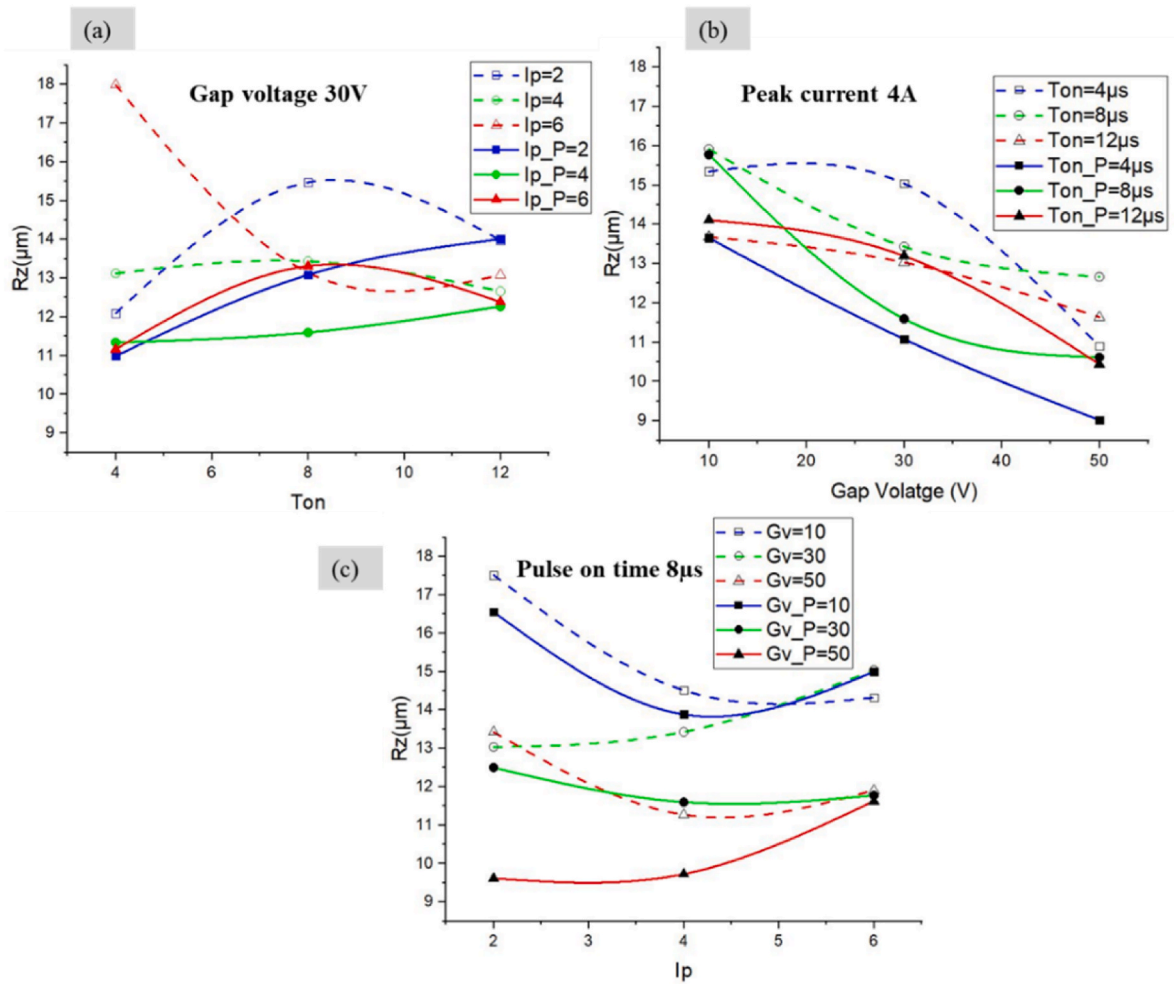 (a)
Gap voltage 30V
Ip=2
Ip=4
Ip=6
Ip_P=2
Ip_P=4
Ip_P=6
18
17
16
15
14
13
12
11
10
9
Rz(μm)
4
6
8
10
12
Ton
(b)
Peak current 4A
Ton=4μs
Ton=8μs
Ton=12μs
Ton_P=4μs
Ton_P=8μs
Ton_P=12μs
18
17
16
15
14
13
12
11
10
9
Rz(μm)
10
20
30
40
50
Gap Volatge (V)
(c)
Pulse on time 8μs
Gv=10
Gv=30
Gv=50
Gv_P=10
Gv_P=30
Gv_P=50
18
17
16
15
14
13
12
11
10
9
Rz(μm)
2
3
4
5
6
Ip